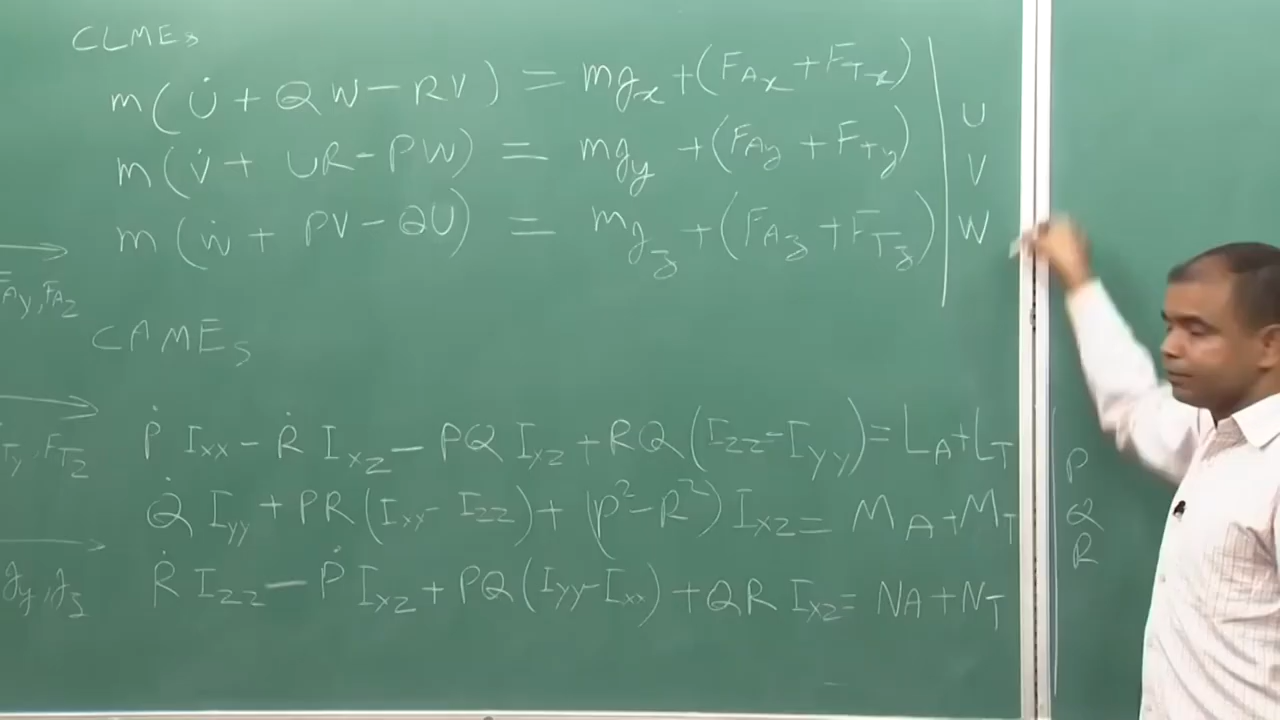 CLMEs
m(U̇ + QW - RV) = mg_x + (F_Ax + F_Tx)
m(V̇ + UR - PW) = mg_y + (F_Ay + F_Ty)
m(Ẇ + PV - QU) = mg_z + (F_Az + F_Tz)
U
V
W
F_Ay, F_Az
CAMEs
Ṗ I_xx - Ṙ I_xz - PQ I_xz + RQ(I_zz - I_yy) = L_A + L_T
Q̇ I_yy + PR(I_xx - I_zz) + (P² - R²) I_xz = M_A + M_T
Ṙ I_zz - Ṗ I_xz + PQ(I_yy - I_xx) + QR I_xz = N_A + N_T
P
Q
R
T_y, F_Tz
g_y, g_z